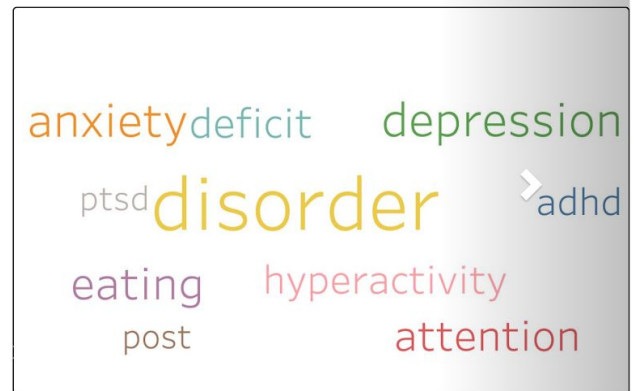 anxiety deficit depression
ptsd disorder adhd
eating hyperactivity
post attention